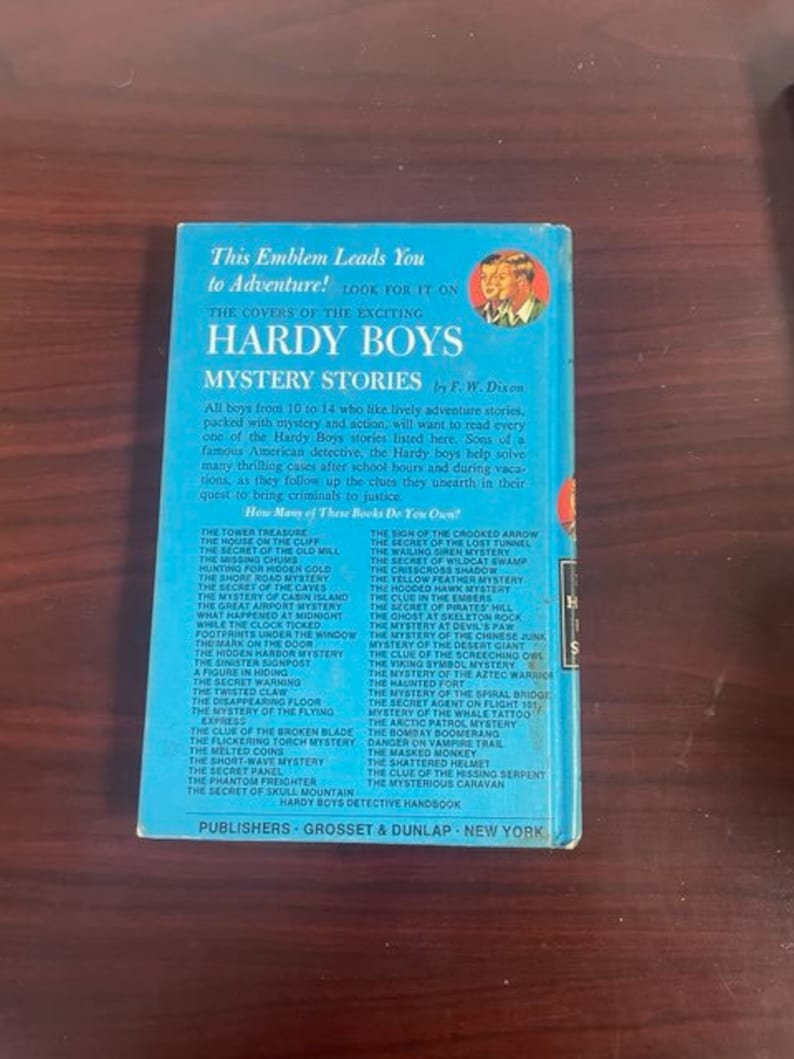 This Emblem Leads You
to Adventure! LOOK FOR IT ON
THE COVERS OF THE EXCITING
HARDY BOYS
MYSTERY STORIES by F. W. Dixon
All boys from 10 to 14 who like lively adventure stories,
packed with mystery and action, will want to read every
one of the Hardy Boys stories listed here. Sons of a
famous American detective, the Hardy boys help solve
many thrilling cases after school hours and during vaca-
tions, as they follow up the clues they unearth in their
quest to bring criminals to justice.
How Many of These Books Do You Own?
THE TOWER TREASURE
THE HOUSE ON THE CLIFF
THE SECRET OF THE OLD MILL
THE MISSING CHUMS
HUNTING FOR HIDDEN GOLD
THE SHORE ROAD MYSTERY
THE SECRET OF THE CAVES
THE MYSTERY OF CABIN ISLAND
THE GREAT AIRPORT MYSTERY
WHAT HAPPENED AT MIDNIGHT
WHILE THE CLOCK TICKED
FOOTPRINTS UNDER THE WINDOW
THE MARK ON THE DOOR
THE HIDDEN HARBOR MYSTERY
THE SINISTER SIGNPOST
A FIGURE IN HIDING
THE SECRET WARNING
THE TWISTED CLAW
THE DISAPPEARING FLOOR
THE MYSTERY OF THE FLYING
EXPRESS
THE CLUE OF THE BROKEN BLADE
THE FLICKERING TORCH MYSTERY
THE MELTED COINS
THE SHORT-WAVE MYSTERY
THE SECRET PANEL
THE PHANTOM FREIGHTER
THE SECRET OF SKULL MOUNTAIN
THE SIGN OF THE CROOKED ARROW
THE SECRET OF THE LOST TUNNEL
THE WAILING SIREN MYSTERY
THE SECRET OF WILDCAT SWAMP
THE CRISSCROSS SHADOW
THE YELLOW FEATHER MYSTERY
THE HOODED HAWK MYSTERY
THE CLUE IN THE EMBERS
THE SECRET OF PIRATES' HILL
THE GHOST AT SKELETON ROCK
THE MYSTERY AT DEVIL'S PAW
THE MYSTERY OF THE CHINESE JUNK
MYSTERY OF THE DESERT GIANT
THE CLUE OF THE SCREECHING OWL
THE VIKING SYMBOL MYSTERY
THE MYSTERY OF THE AZTEC WARRIOR
THE HAUNTED FORT
THE MYSTERY OF THE SPIRAL BRIDGE
THE SECRET AGENT ON FLIGHT 101
MYSTERY OF THE WHALE TATTOO
THE ARCTIC PATROL MYSTERY
THE BOMBAY BOOMERANG
DANGER ON VAMPIRE TRAIL
THE MASKED MONKEY
THE SHATTERED HELMET
THE CLUE OF THE HISSING SERPENT
THE MYSTERIOUS CARAVAN
HARDY BOYS DETECTIVE HANDBOOK
PUBLISHERS · GROSSET & DUNLAP · NEW YORK